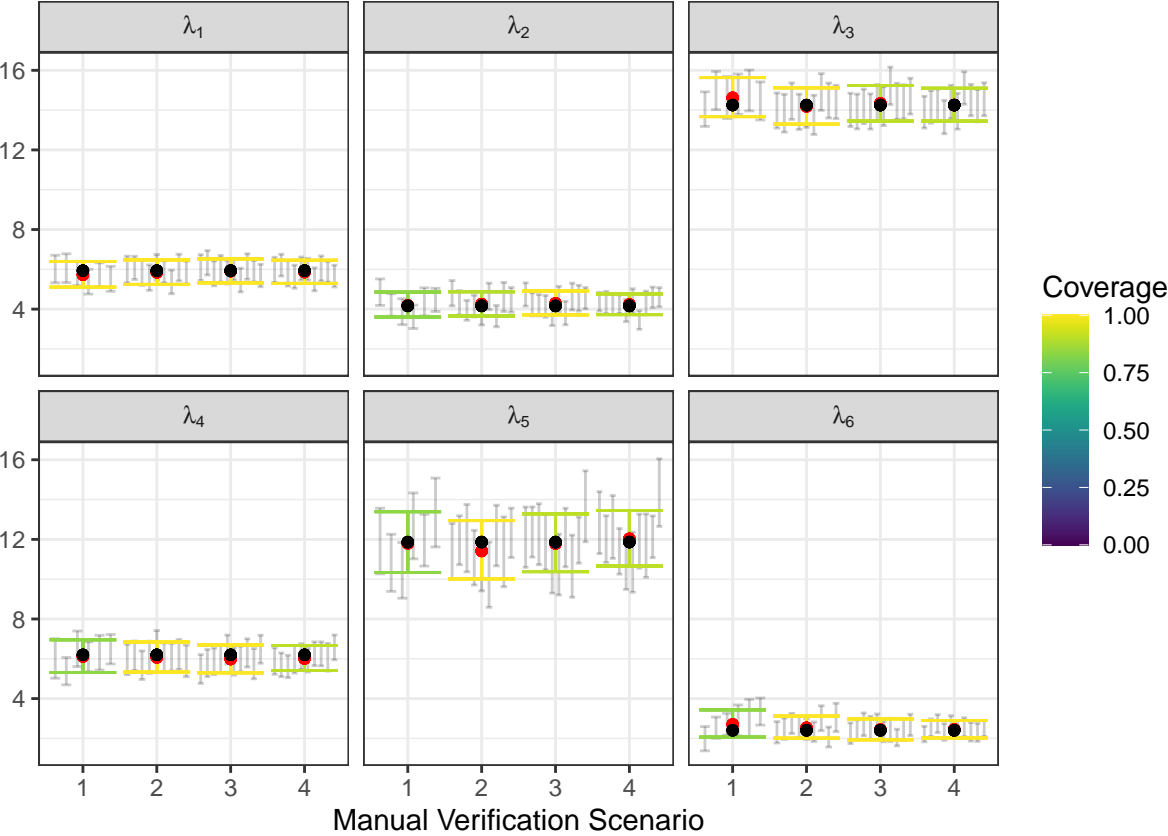 λ₁ λ₂ λ₃
16
12
8
4
λ₄ λ₅ λ₆
16
12
8
4
1 2 3 4 1 2 3 4 1 2 3 4
Manual Verification Scenario
Coverage
1.00
0.75
0.50
0.25
0.00